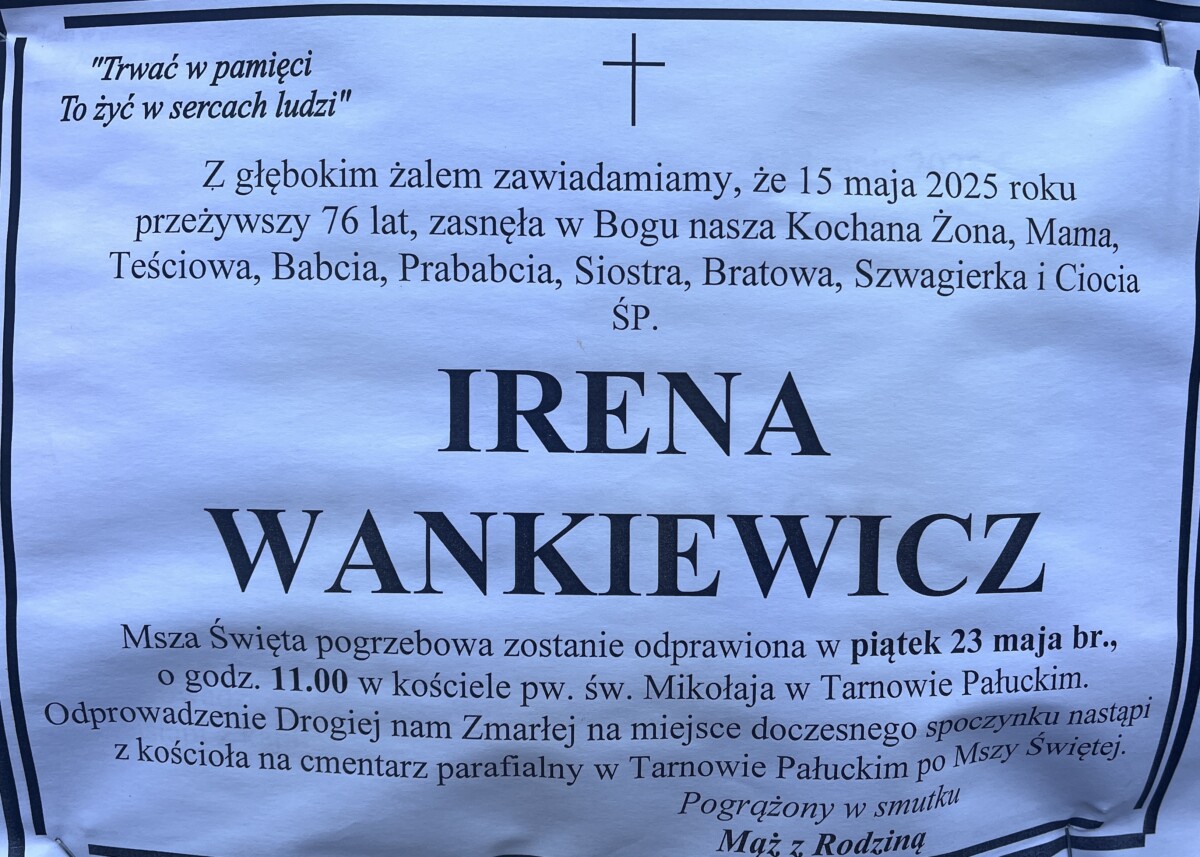 "Trwać w pamięci
To żyć w sercach ludzi"
Z głębokim żalem zawiadamiamy, że 15 maja 2025 roku
przeżywszy 76 lat, zasnęła w Bogu nasza Kochana Żona, Mama,
Teściowa, Babcia, Prababcia, Siostra, Bratowa, Szwagierka i Ciocia
ŚP.
IRENA
WANKIEWICZ
Msza Święta pogrzebowa zostanie odprawiona w piątek 23 maja br.,
o godz. 11.00 w kościele pw. św. Mikołaja w Tarnowie Pałuckim.
Odprowadzenie Drogiej nam Zmarłej na miejsce doczesnego spoczynku nastąpi
z kościoła na cmentarz parafialny w Tarnowie Pałuckim po Mszy Świętej.
Pogrążony w smutku
Mąż z Rodziną